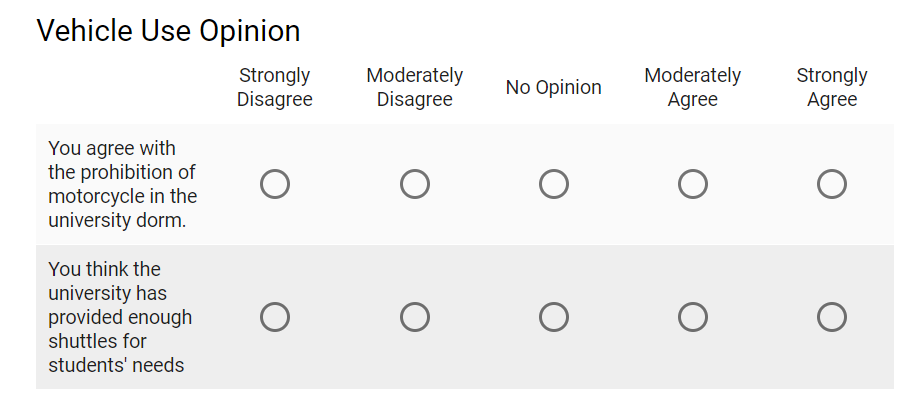 Vehicle Use Opinion
Strongly Disagree
Moderately Disagree
No Opinion
Moderately Agree
Strongly Agree
You agree with
the prohibition of
motorcycle in the
university dorm.
You think the
university has
provided enough
shuttles for
students' needs